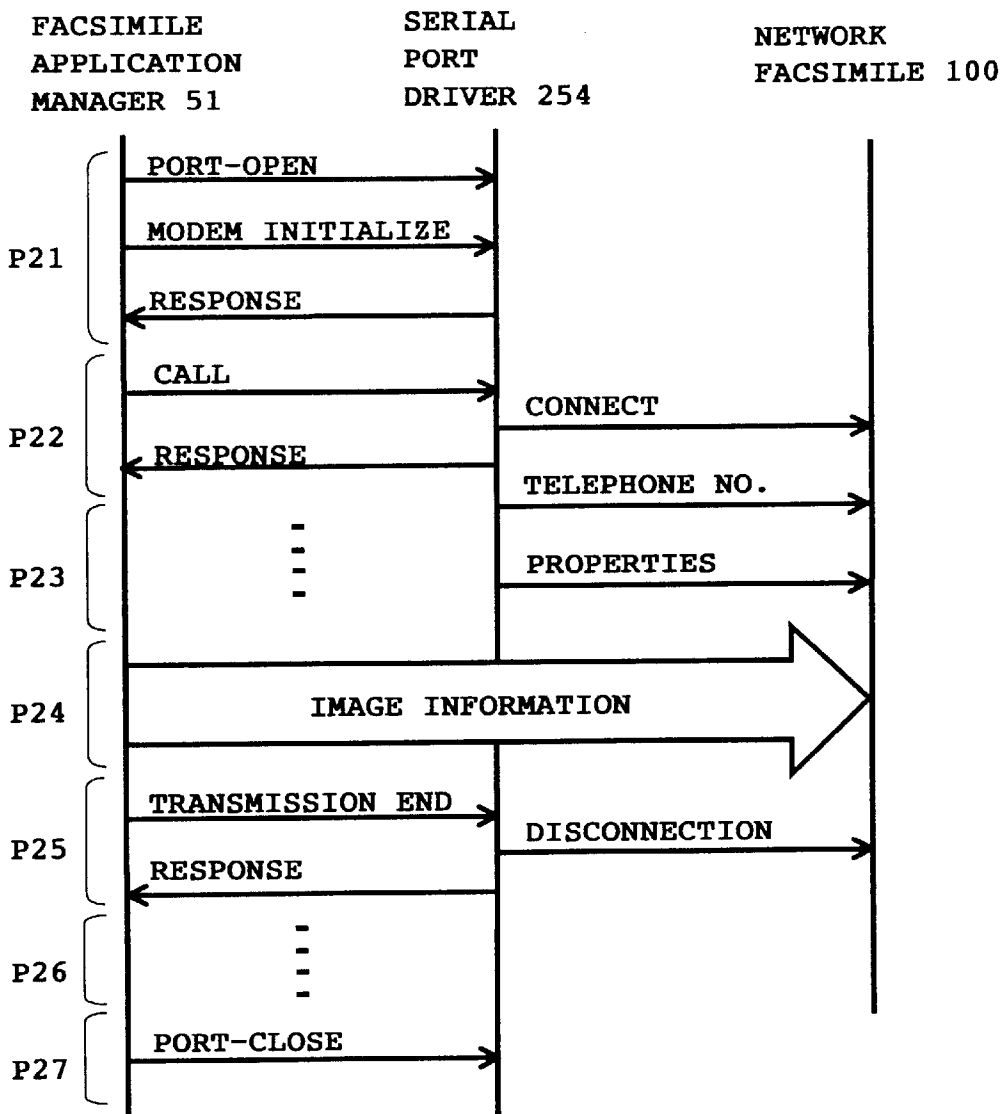 FACSIMILE
APPLICATION
MANAGER 51
SERIAL
PORT
DRIVER 254
NETWORK
FACSIMILE 100
P21
PORT-OPEN
MODEM INITIALIZE
RESPONSE
P22
CALL
CONNECT
RESPONSE
TELEPHONE NO.
P23
PROPERTIES
P24
IMAGE INFORMATION
P25
TRANSMISSION END
DISCONNECTION
RESPONSE
P26
P27
PORT-CLOSE